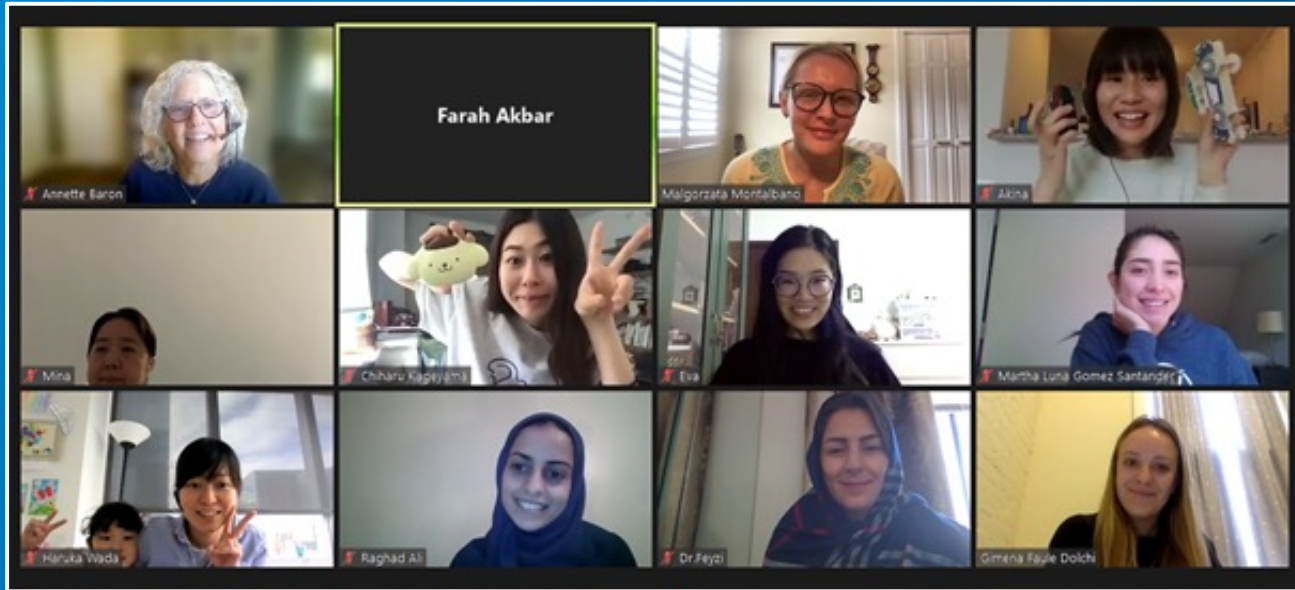 Annette Baron
Farah Akbar
Malgorzata Montalbano
Akina
Mina
Chiharu Kageyama
Eva
Martha Luna Gomez Santander
Haruka Wada
Raghad Ali
Dr.Feyzi
Gimena Faule Dolchi